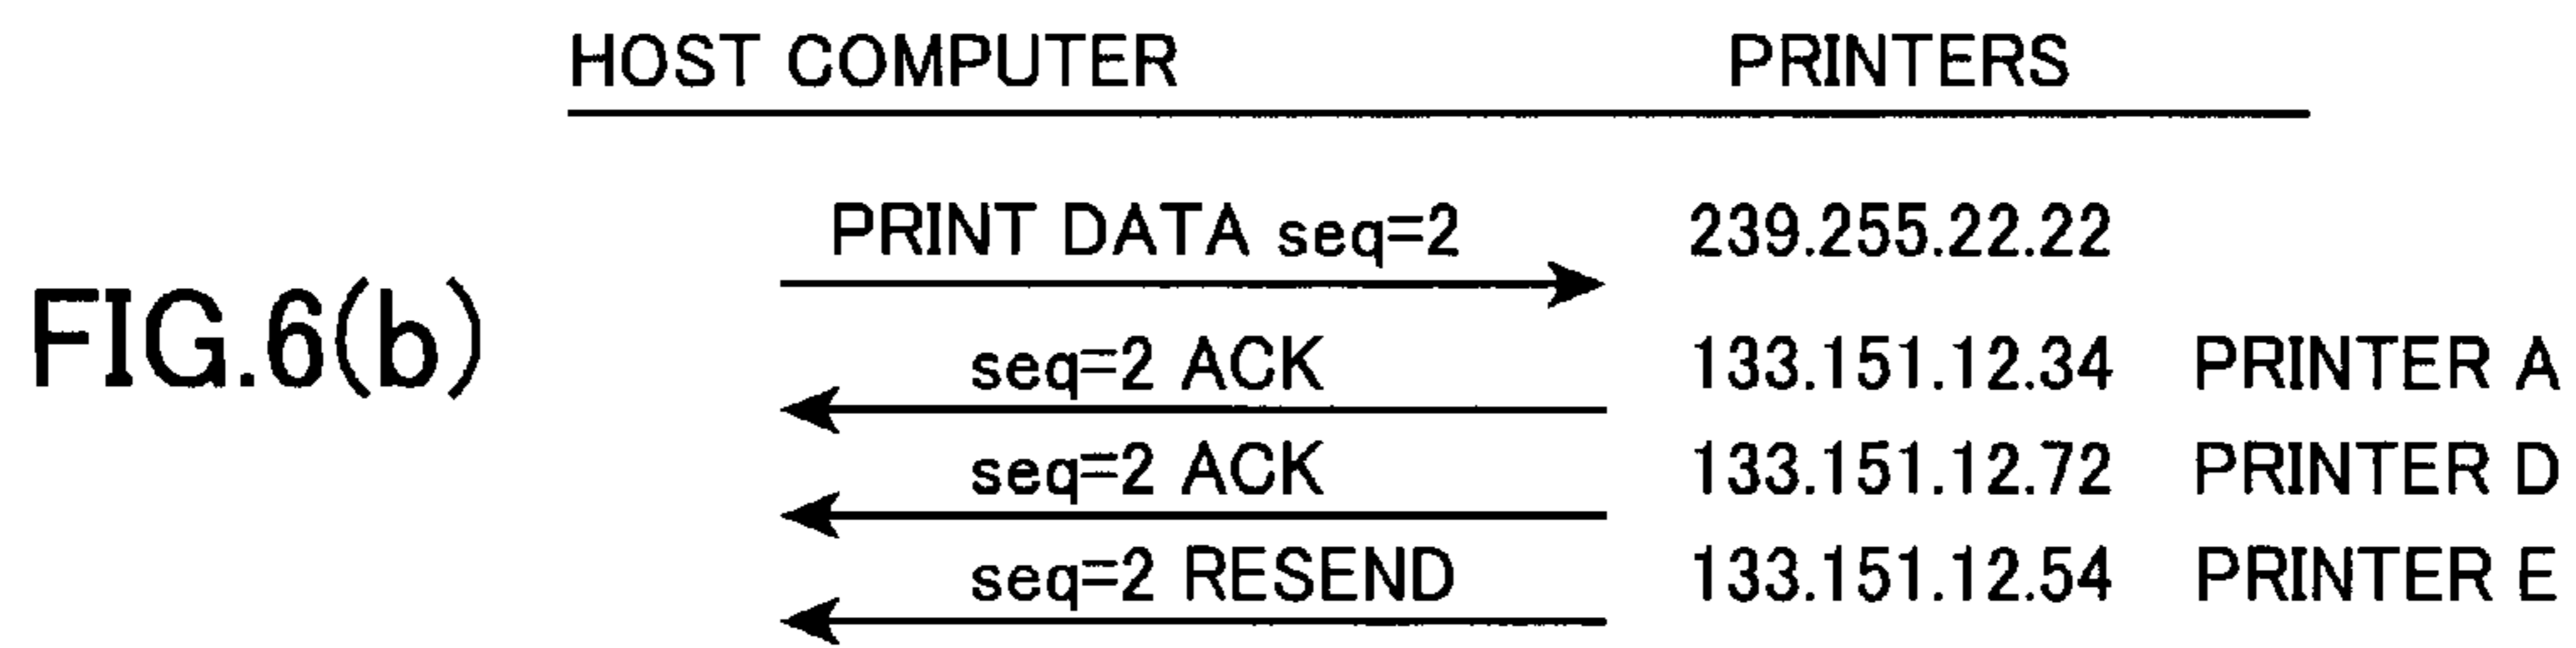 HOST COMPUTER PRINTERS
PRINT DATA seq=2 239.255.22.22
FIG.6(b)
seq=2 ACK 133.151.12.34 PRINTER A
seq=2 ACK 133.151.12.72 PRINTER D
seq=2 RESEND 133.151.12.54 PRINTER E